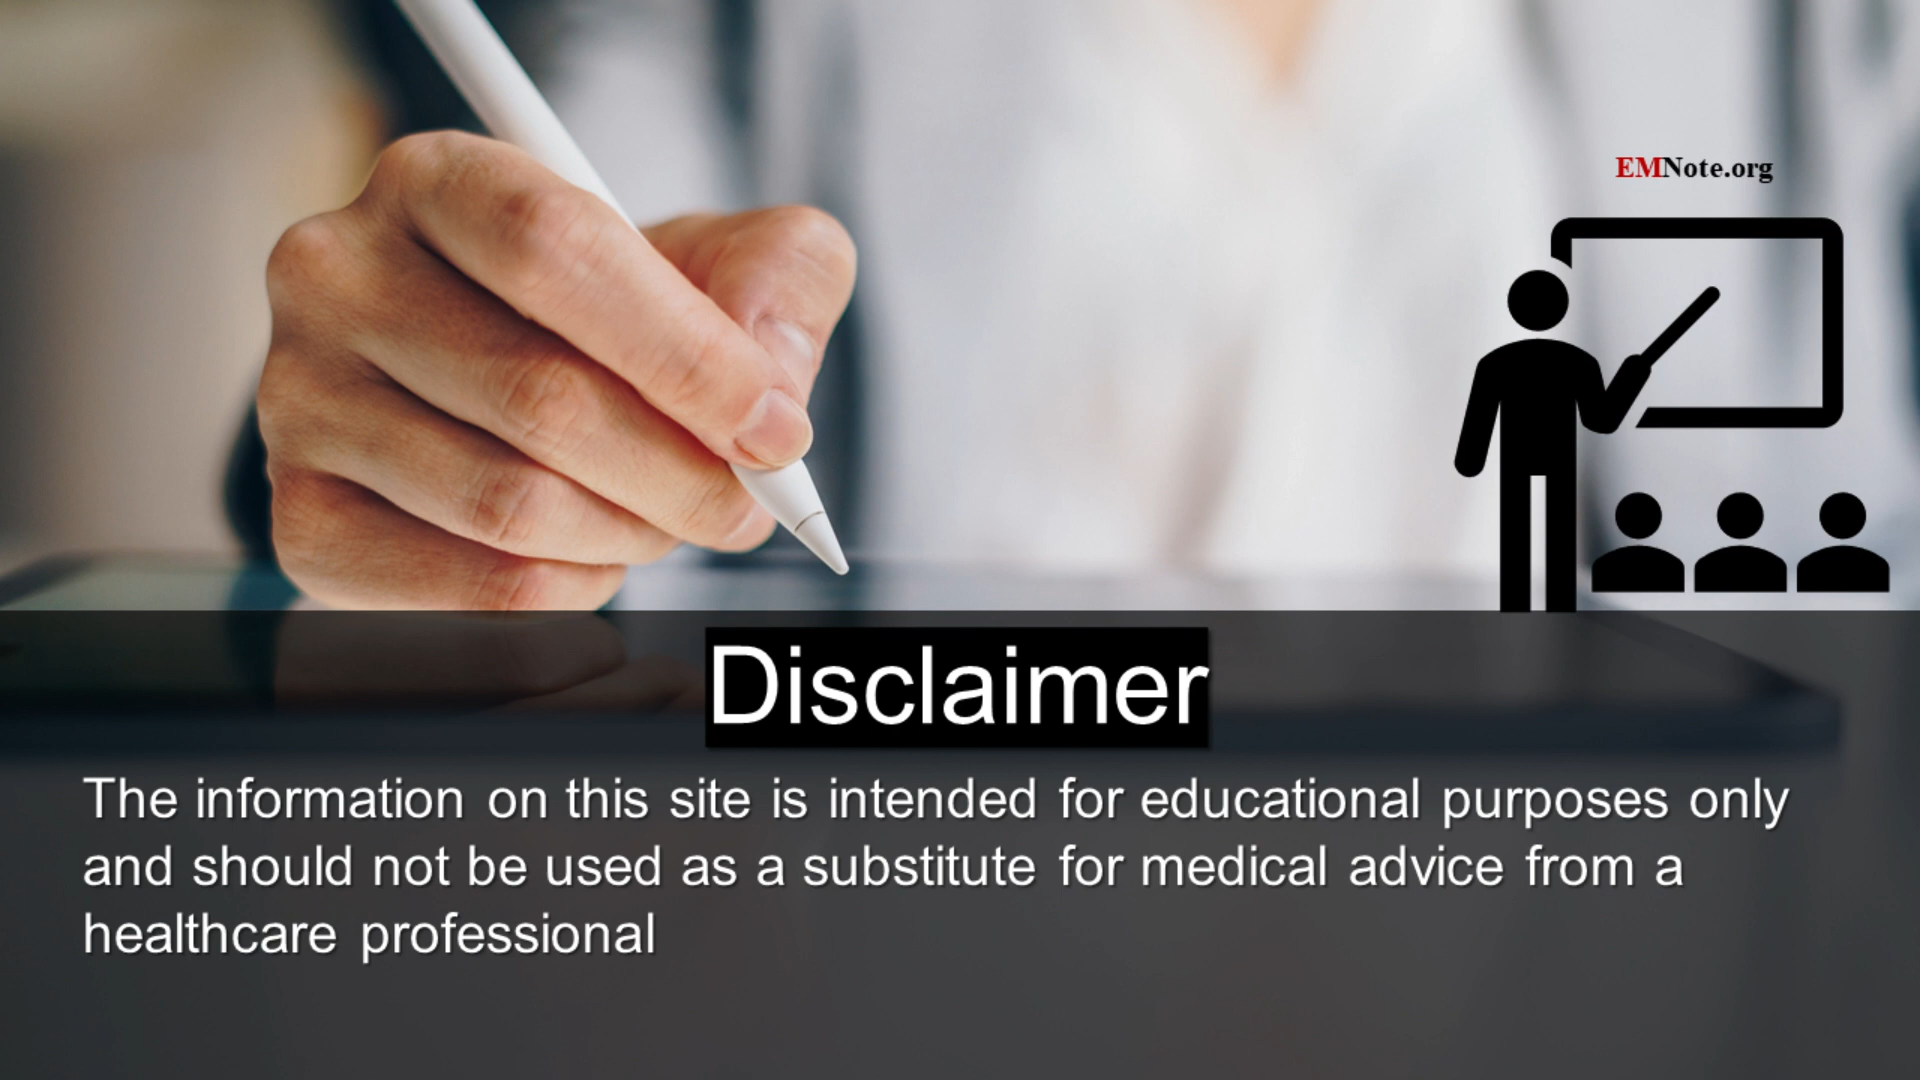 EMNote.org
Disclaimer
The information on this site is intended for educational purposes only
and should not be used as a substitute for medical advice from a
healthcare professional